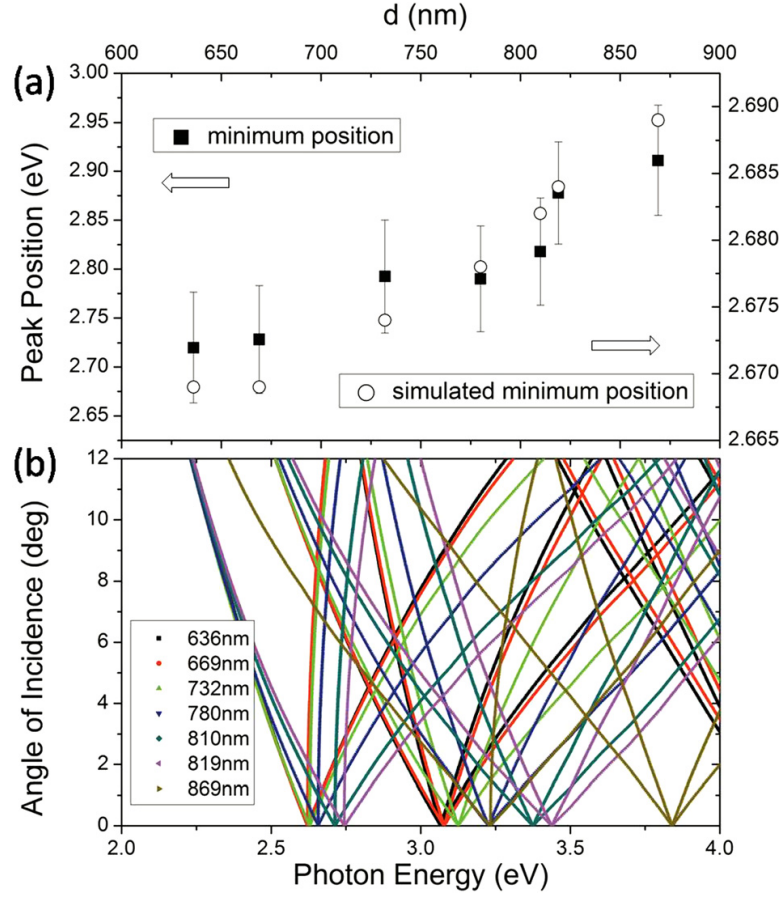 d (nm)
600 650 700 750 800 850 900
(a)
3.00
2.95
2.90
2.85
2.80
2.75
2.70
2.65
Peak Position (eV)
minimum position
simulated minimum position
2.690
2.685
2.680
2.675
2.670
2.665
(b)
12
10
8
6
4
2
0
Angle of Incidence (deg)
636nm
669nm
732nm
780nm
810nm
819nm
869nm
2.0 2.5 3.0 3.5 4.0
Photon Energy (eV)